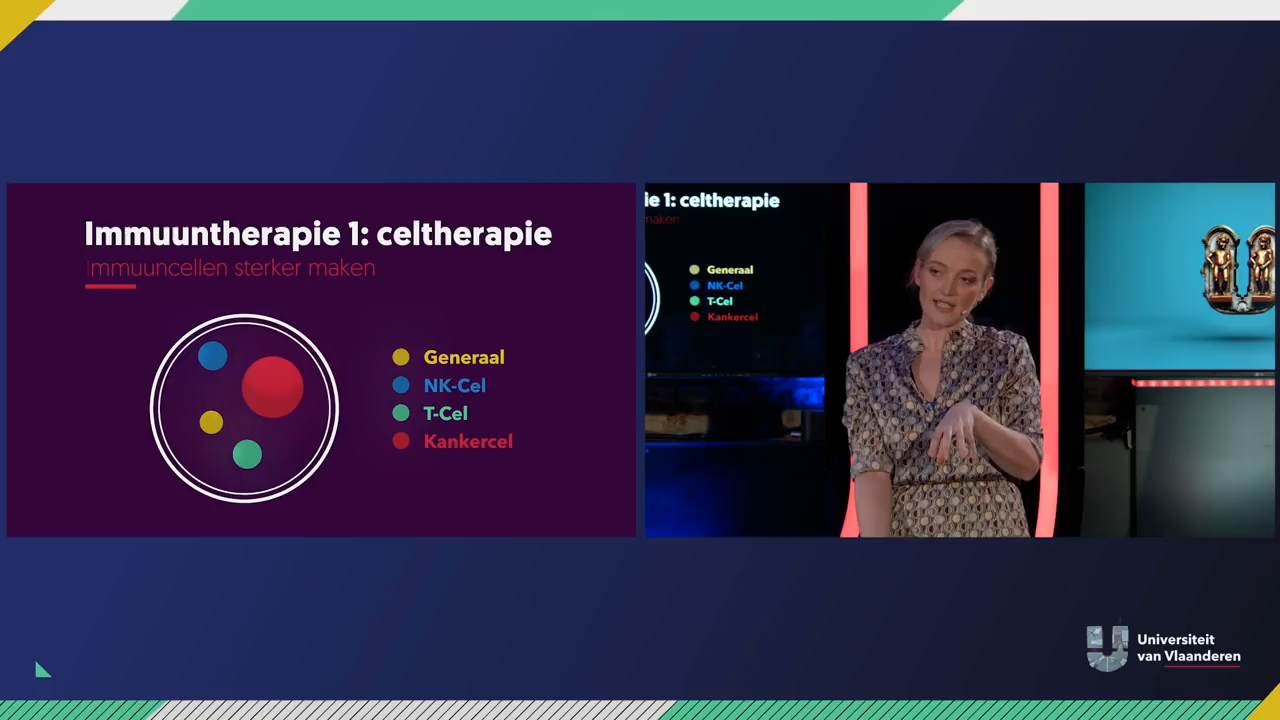 Immuuntherapie 1: celtherapie
Immuuncellen sterker maken
Generaal
NK-Cel
T-Cel
Kankercel
ie 1: celtherapie
maken
Generaal
NK-Cel
T-Cel
Kankercel
Universiteit
van Vlaanderen